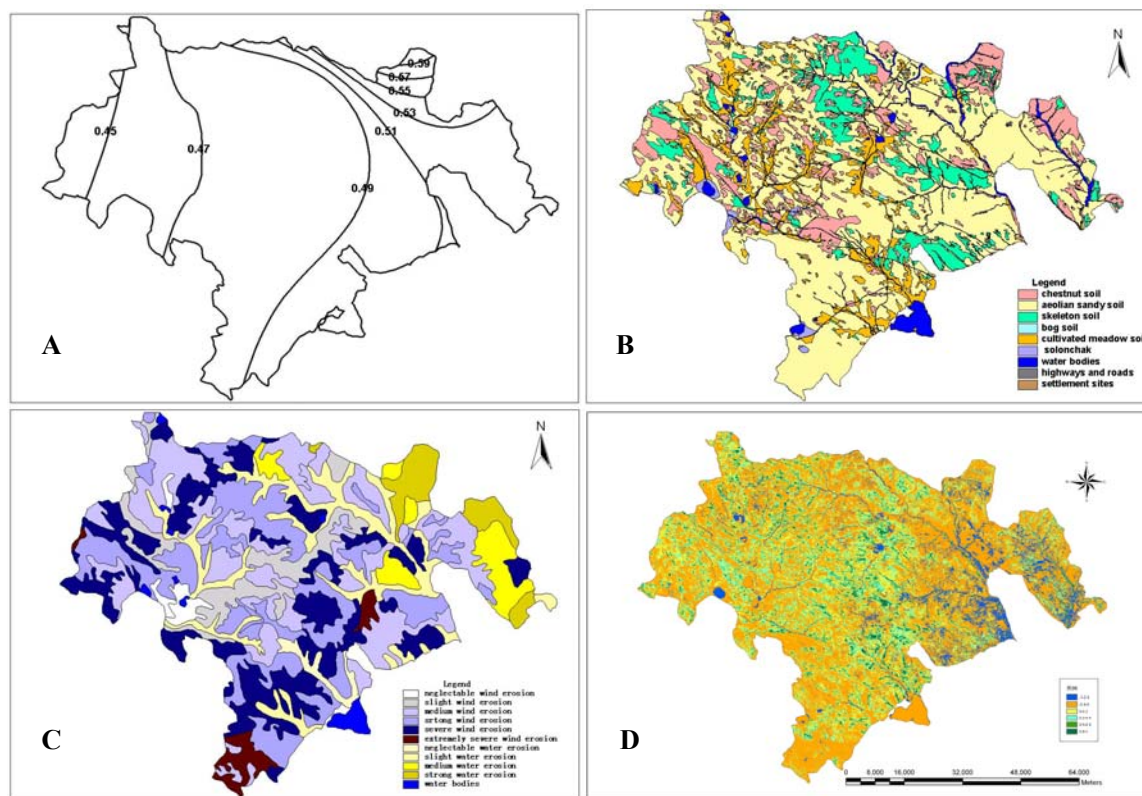 0.59
0.57
0.55
0.53
0.51
0.49
0.47
0.45
A
N
B
Legend
chestnut soil
aeolian sandy soil
skeleton soil
bog soil
cultivated meadow soi
solonchak
water bodies
highways and roads
settlement sites
N
C
Legend
neglectable wind erosion
slight wind erosion
medium wind erosion
srtong wind erosion
severe wind erosion
extremely severe wind erosion
neglectable water erosion
slight water erosion
medium water erosion
strong water erosion
water bodies
D
0 8,000 16,000 32,000 48,000 64,000
Meters